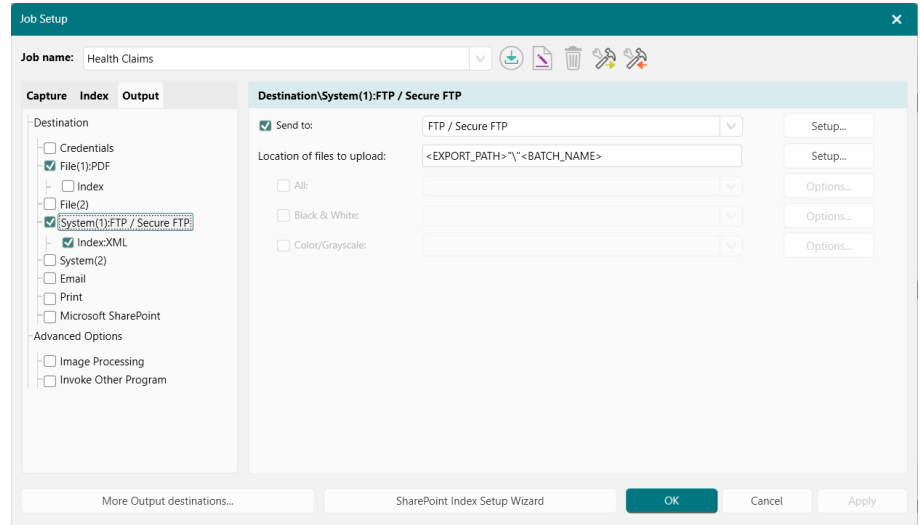 Job Setup
Job name: Health Claims
Capture Index Output
Destination
Credentials
File(1):PDF
Index
File(2)
System(1):FTP / Secure FTP
Index:XML
System(2)
Email
Print
Microsoft SharePoint
Advanced Options
Image Processing
Invoke Other Program
Destination\System(1):FTP / Secure FTP
Send to: FTP / Secure FTP Setup...
Location of files to upload: <EXPORT_PATH>"\"<BATCH_NAME> Setup...
All: Options...
Black & White: Options...
Color/Grayscale: Options...
More Output destinations... SharePoint Index Setup Wizard OK Cancel Apply